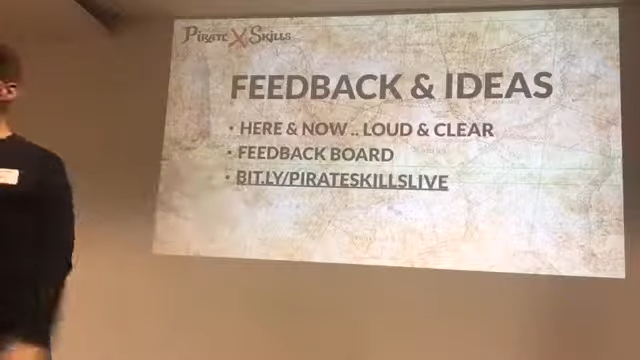 Pirate X Skills
FEEDBACK & IDEAS
• HERE & NOW .. LOUD & CLEAR
• FEEDBACK BOARD
• BIT.LY/PIRATESKILLSLIVE